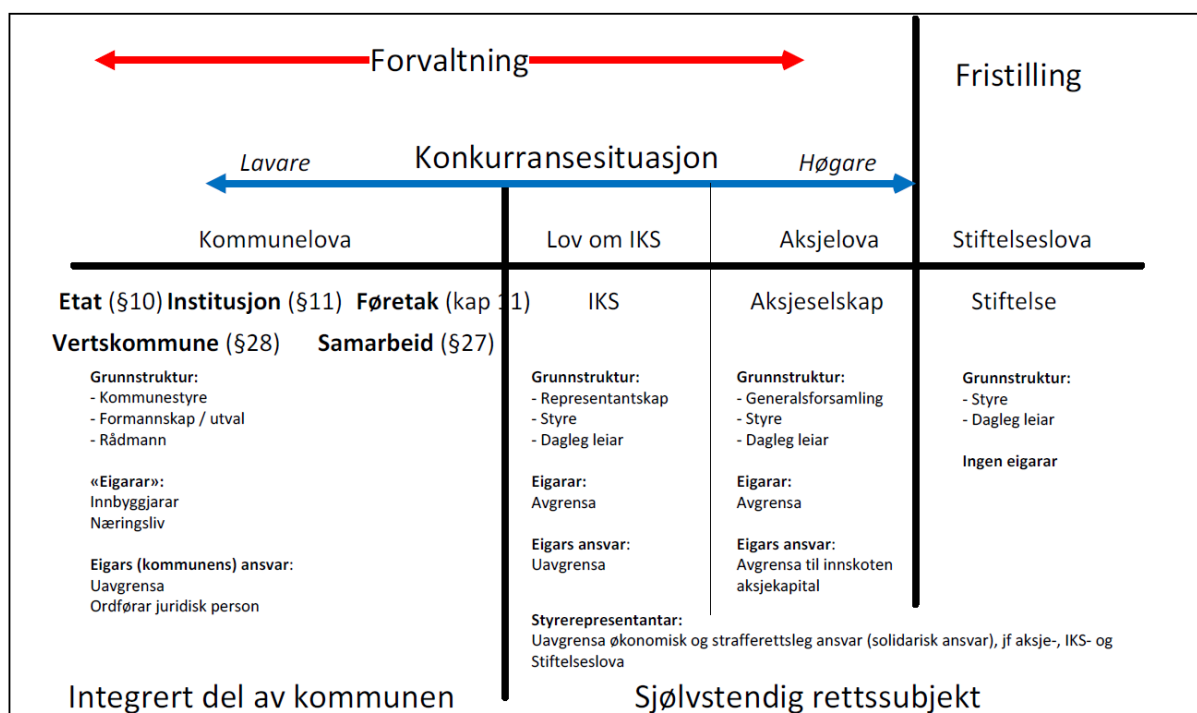 Forvaltning
Fristilling
Konkurransesituasjon
Lavare
Høgare
Kommunelova
Lov om IKS
Aksjelova
Stiftelseslova
Etat (§10) Institusjon (§11) Føretak (kap 11)
Vertskommune (§28) Samarbeid (§27)
IKS
Aksjeselskap
Stiftelse
Grunnstruktur:
- Kommunestyre
- Formannskap / utval
- Rådmann
«Eigarar»:
Innbyggjarar
Næringsliv
Eigars (kommunens) ansvar:
Uavgrensa
Ordførar juridisk person
Grunnstruktur:
- Representantskap
- Styre
- Dagleg leiar
Eigarar:
Avgrensa
Eigars ansvar:
Uavgrensa
Grunnstruktur:
- Generalsforsamling
- Styre
- Dagleg leiar
Eigarar:
Avgrensa
Eigars ansvar:
Avgrensa til innskoten
aksjekapital
Grunnstruktur:
- Styre
- Dagleg leiar
Ingen eigarar
Styrerepresentantar:
Uavgrensa økonomisk og strafferettsleg ansvar (solidarisk ansvar), jf aksje-, IKS- og
Stiftelseslova
Integrert del av kommunen
Sjølvstendig rettssubjekt